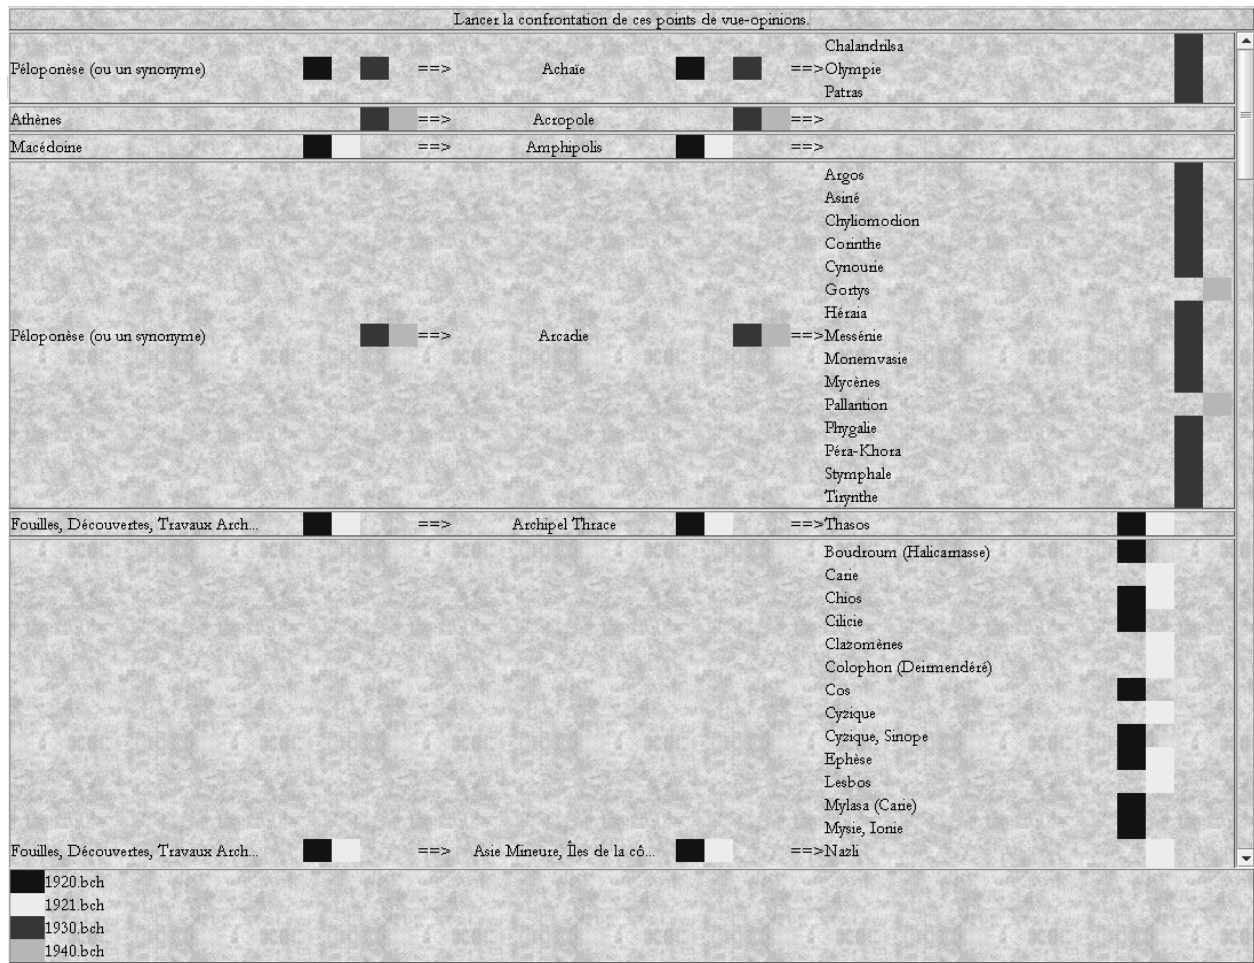 Lancer la confrontation de ces points de vue-opinions.
Chalandrilsa
Péloponèse (ou un synonyme) ==> Achaïe ==>Olympie
Patras
Athènes ==> Acropole ==>
Macédoine ==> Amphipolis ==>
Argos
Asiné
Chyliomodion
Corinthe
Cynourie
Gortys
Héraia
Péloponèse (ou un synonyme) ==> Arcadie ==>Messénie
Monemvasie
Mycènes
Pallantion
Phygalie
Péra-Khora
Stymphale
Tirynthe
Fouilles, Découvertes, Travaux Arch... ==> Archipel Thrace ==>Thasos
Boudroum (Halicarnasse)
Carie
Chios
Cilicie
Clazomènes
Colophon (Deirmendéré)
Cos
Cyzique
Cyzique, Sinope
Ephèse
Lesbos
Mylasa (Carie)
Mysie, Ionie
Fouilles, Découvertes, Travaux Arch... ==> Asie Mineure, Îles de la cô... ==>Nazli
1920.bch
1921.bch
1930.bch
1940.bch